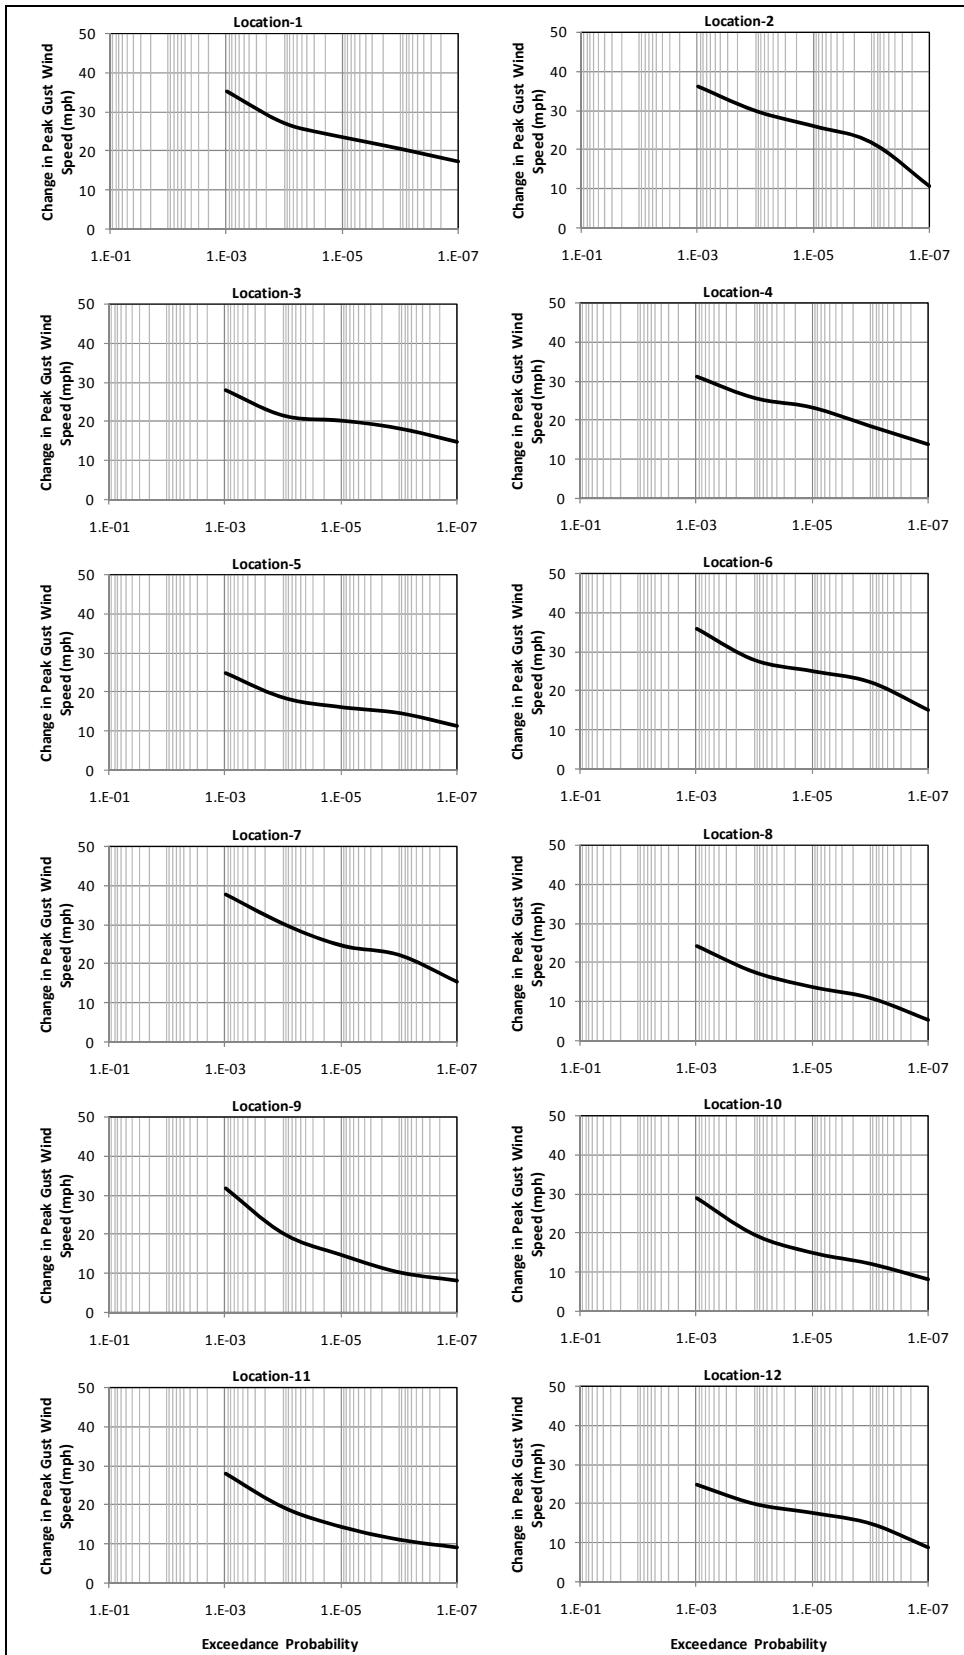 Location-1
Change in Peak Gust Wind
Speed (mph)
50
40
30
20
10
0
1.E-01 1.E-03 1.E-05 1.E-07
Location-2
Change in Peak Gust Wind
Speed (mph)
50
40
30
20
10
0
1.E-01 1.E-03 1.E-05 1.E-07
Location-3
Change in Peak Gust Wind
Speed (mph)
50
40
30
20
10
0
1.E-01 1.E-03 1.E-05 1.E-07
Location-4
Change in Peak Gust Wind
Speed (mph)
50
40
30
20
10
0
1.E-01 1.E-03 1.E-05 1.E-07
Location-5
Change in Peak Gust Wind
Speed (mph)
50
40
30
20
10
0
1.E-01 1.E-03 1.E-05 1.E-07
Location-6
Change in Peak Gust Wind
Speed (mph)
50
40
30
20
10
0
1.E-01 1.E-03 1.E-05 1.E-07
Location-7
Change in Peak Gust Wind
Speed (mph)
50
40
30
20
10
0
1.E-01 1.E-03 1.E-05 1.E-07
Location-8
Change in Peak Gust Wind
Speed (mph)
50
40
30
20
10
0
1.E-01 1.E-03 1.E-05 1.E-07
Location-9
Change in Peak Gust Wind
Speed (mph)
50
40
30
20
10
0
1.E-01 1.E-03 1.E-05 1.E-07
Location-10
Change in Peak Gust Wind
Speed (mph)
50
40
30
20
10
0
1.E-01 1.E-03 1.E-05 1.E-07
Location-11
Change in Peak Gust Wind
Speed (mph)
50
40
30
20
10
0
1.E-01 1.E-03 1.E-05 1.E-07
Exceedance Probability
Location-12
Change in Peak Gust Wind
Speed (mph)
50
40
30
20
10
0
1.E-01 1.E-03 1.E-05 1.E-07
Exceedance Probability